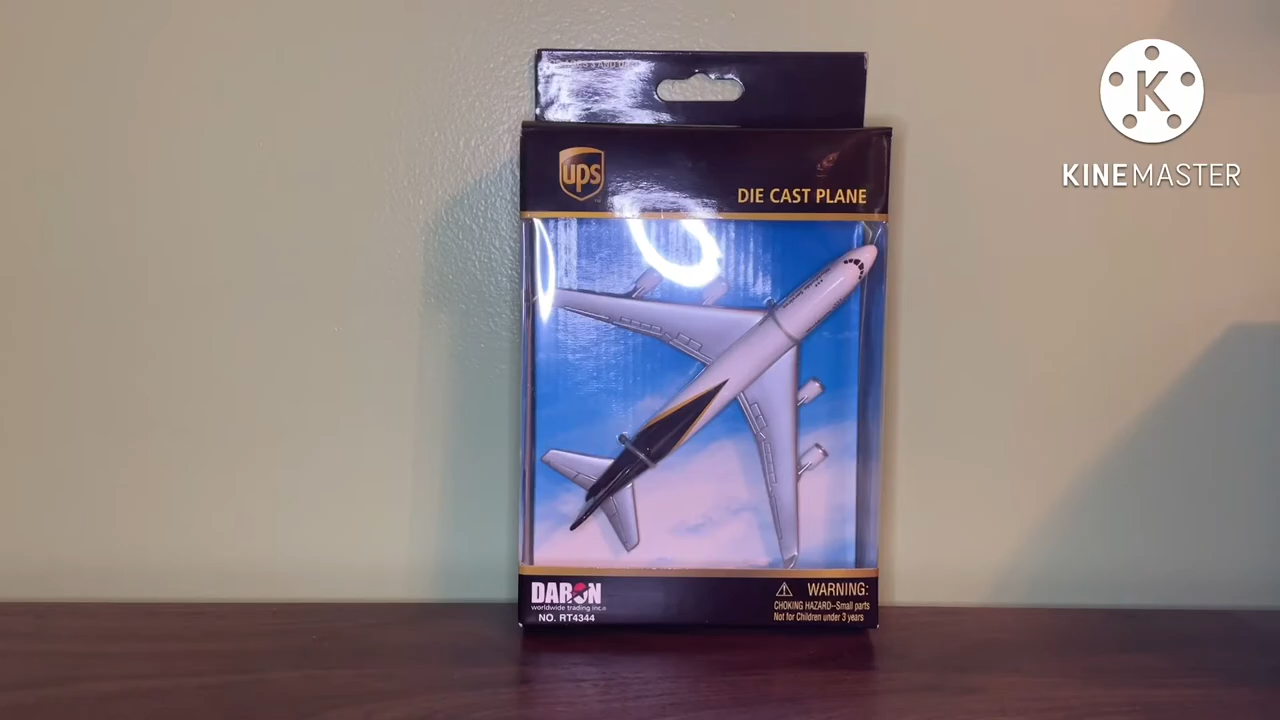 ups
DIE CAST PLANE
DARON
worldwide trading inc.
NO. RT4344
WARNING:
CHOKING HAZARD–Small parts
Not for Children under 3 years
K
KINEMASTER